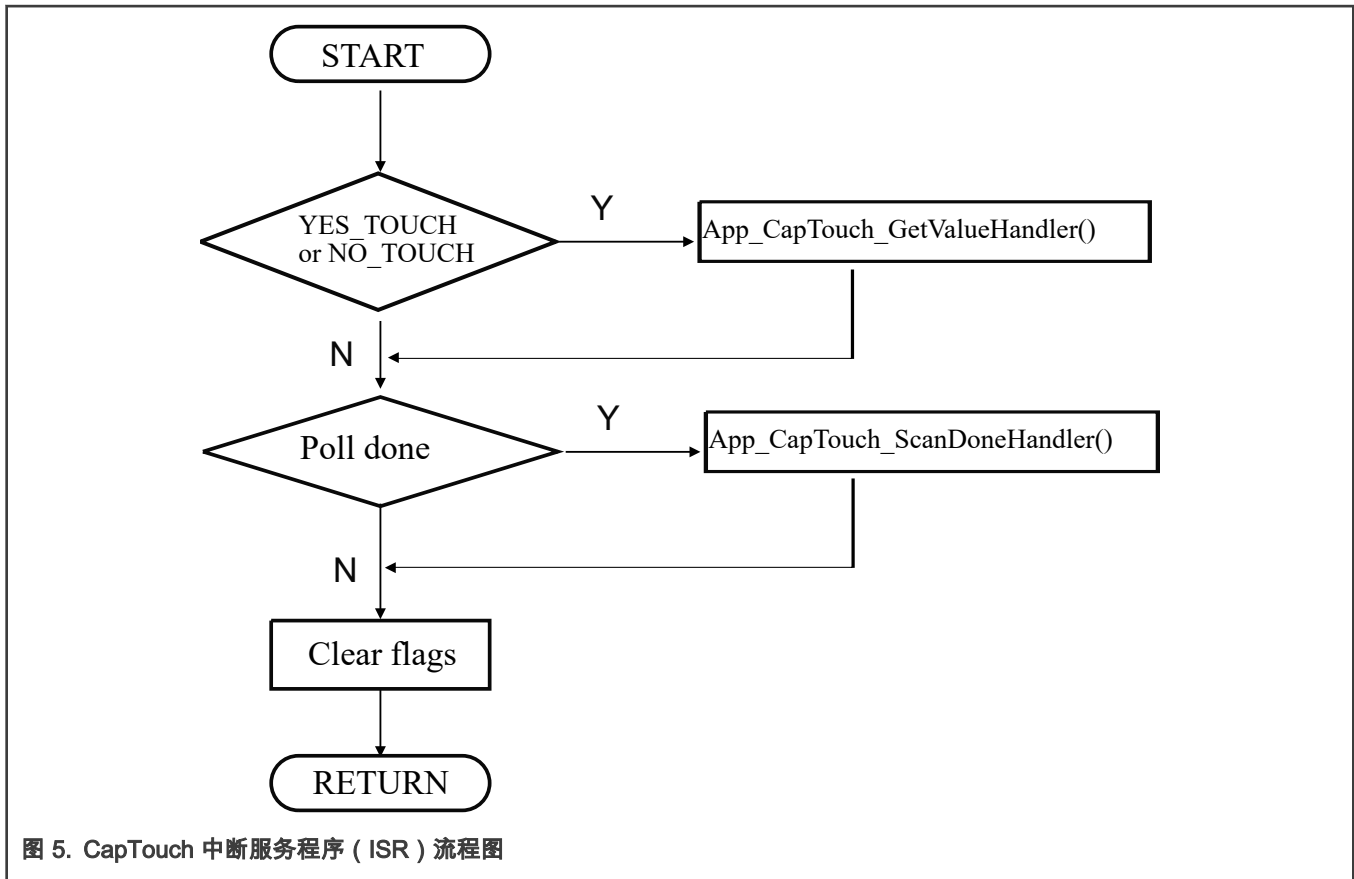 START
YES_TOUCH
or NO_TOUCH
Y
App_CapTouch_GetValueHandler()
N
Poll done
Y
App_CapTouch_ScanDoneHandler()
N
Clear flags
RETURN
图 5. CapTouch 中断服务程序（ISR）流程图